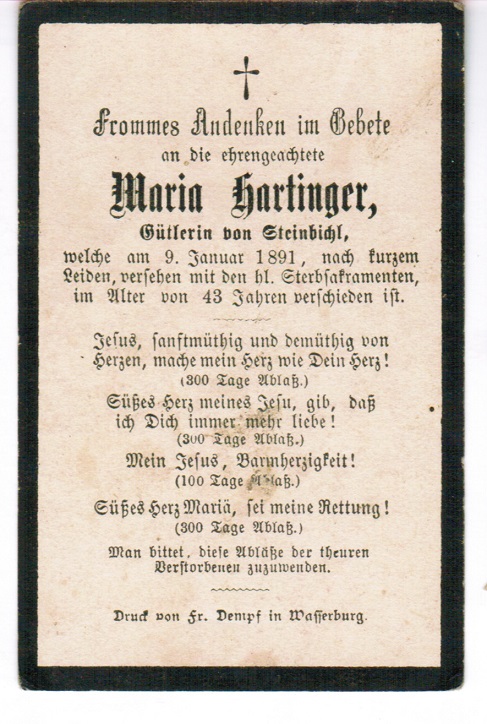 Frommes Andenken im Gebete
an die ehrengeachtete
Maria Hartinger,
Gütlerin von Steinbichl,
welche am 9. Januar 1891, nach kurzem
Leiden, versehen mit den hl. Sterbsakramenten,
im Alter von 43 Jahren verschieden ist.
Jesus, sanftmüthig und demüthig von
Herzen, mache mein Herz wie Dein Herz!
(300 Tage Ablaß.)
Süßes Herz meines Jesu, gib, daß
ich Dich immer mehr liebe!
(300 Tage Ablaß.)
Mein Jesus, Barmherzigkeit!
(100 Tage Ablaß.)
Süßes Herz Mariä, sei meine Rettung!
(300 Tage Ablaß.)
Man bittet, diese Abläße der theuren
Verstorbenen zuzuwenden.
Druck von Fr. Dempf in Wasserburg.